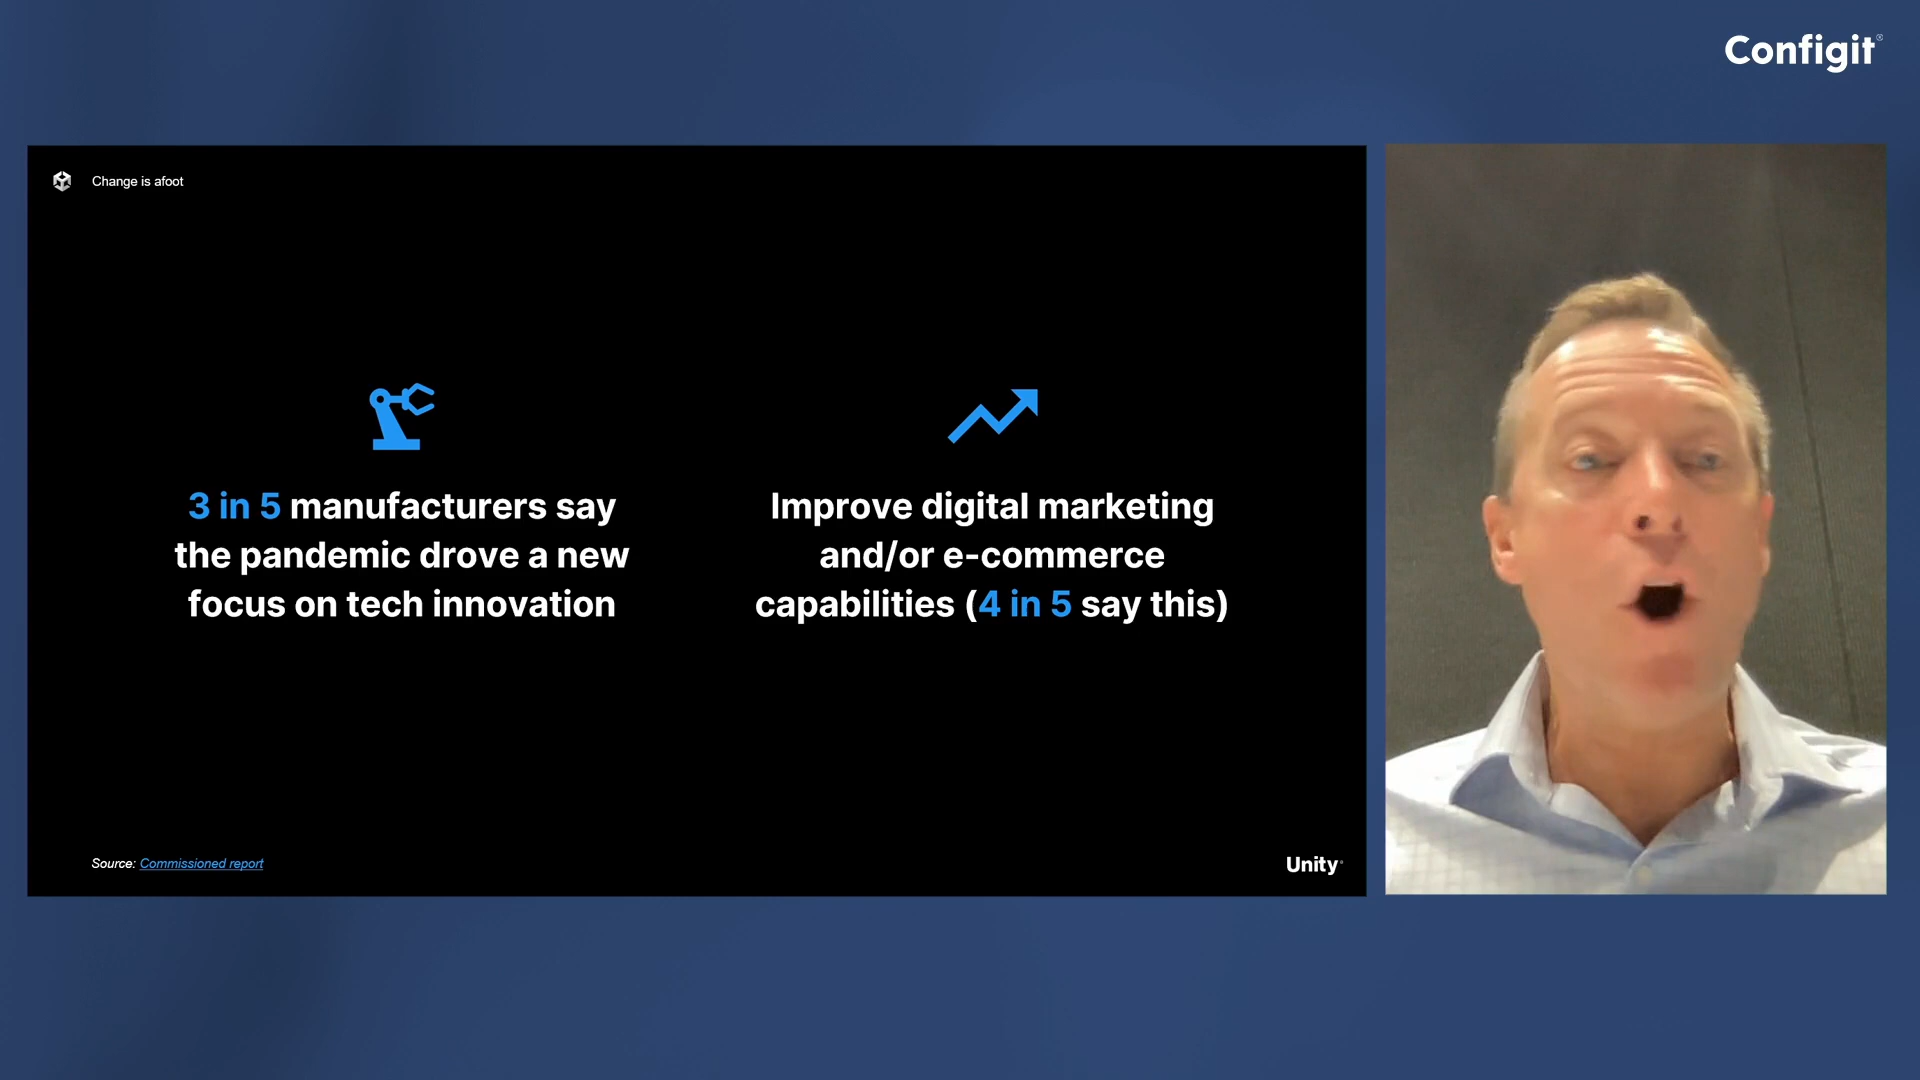 Configit®
Change is afoot
3 in 5 manufacturers say
the pandemic drove a new
focus on tech innovation
Improve digital marketing
and/or e-commerce
capabilities (4 in 5 say this)
Source: Commissioned report
Unity